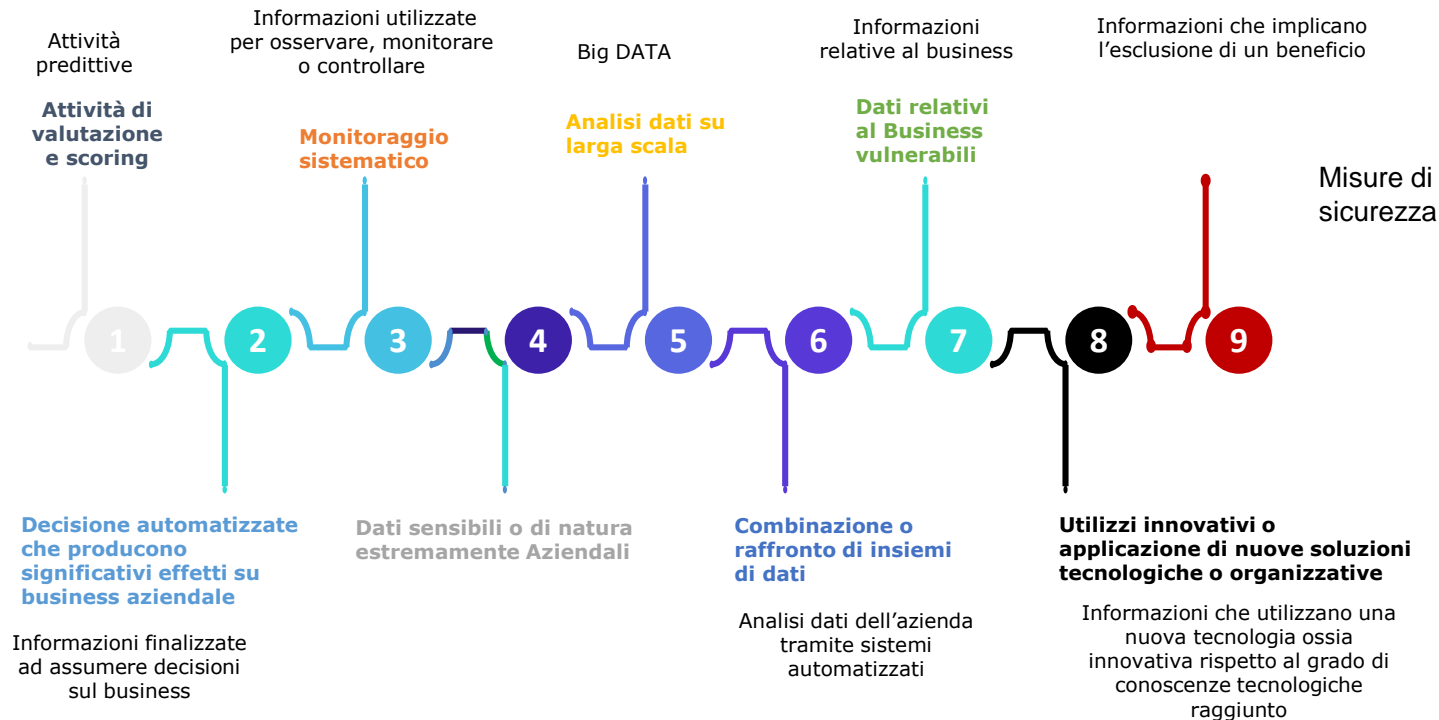 Attività
predittive
Attività di
valutazione
e scoring
Informazioni utilizzate
per osservare, monitorare
o controllare
Monitoraggio
sistematico
Big DATA
Analisi dati su
larga scala
Informazioni
relative al business
Dati relativi
al Business
vulnerabili
Informazioni che implicano
l'esclusione di un beneficio
Misure di
sicurezza
1
2
3
4
5
6
7
8
9
Decisione automatizzate
che producono
significativi effetti su
business aziendale
Informazioni finalizzate
ad assumere decisioni
sul business
Dati sensibili o di natura
estremamente Aziendali
Combinazione o
raffronto di insiemi
di dati
Analisi dati dell'azienda
tramite sistemi
automatizzati
Utilizzi innovativi o
applicazione di nuove soluzioni
tecnologiche o organizzative
Informazioni che utilizzano una
nuova tecnologia ossia
innovativa rispetto al grado di
conoscenze tecnologiche
raggiunto